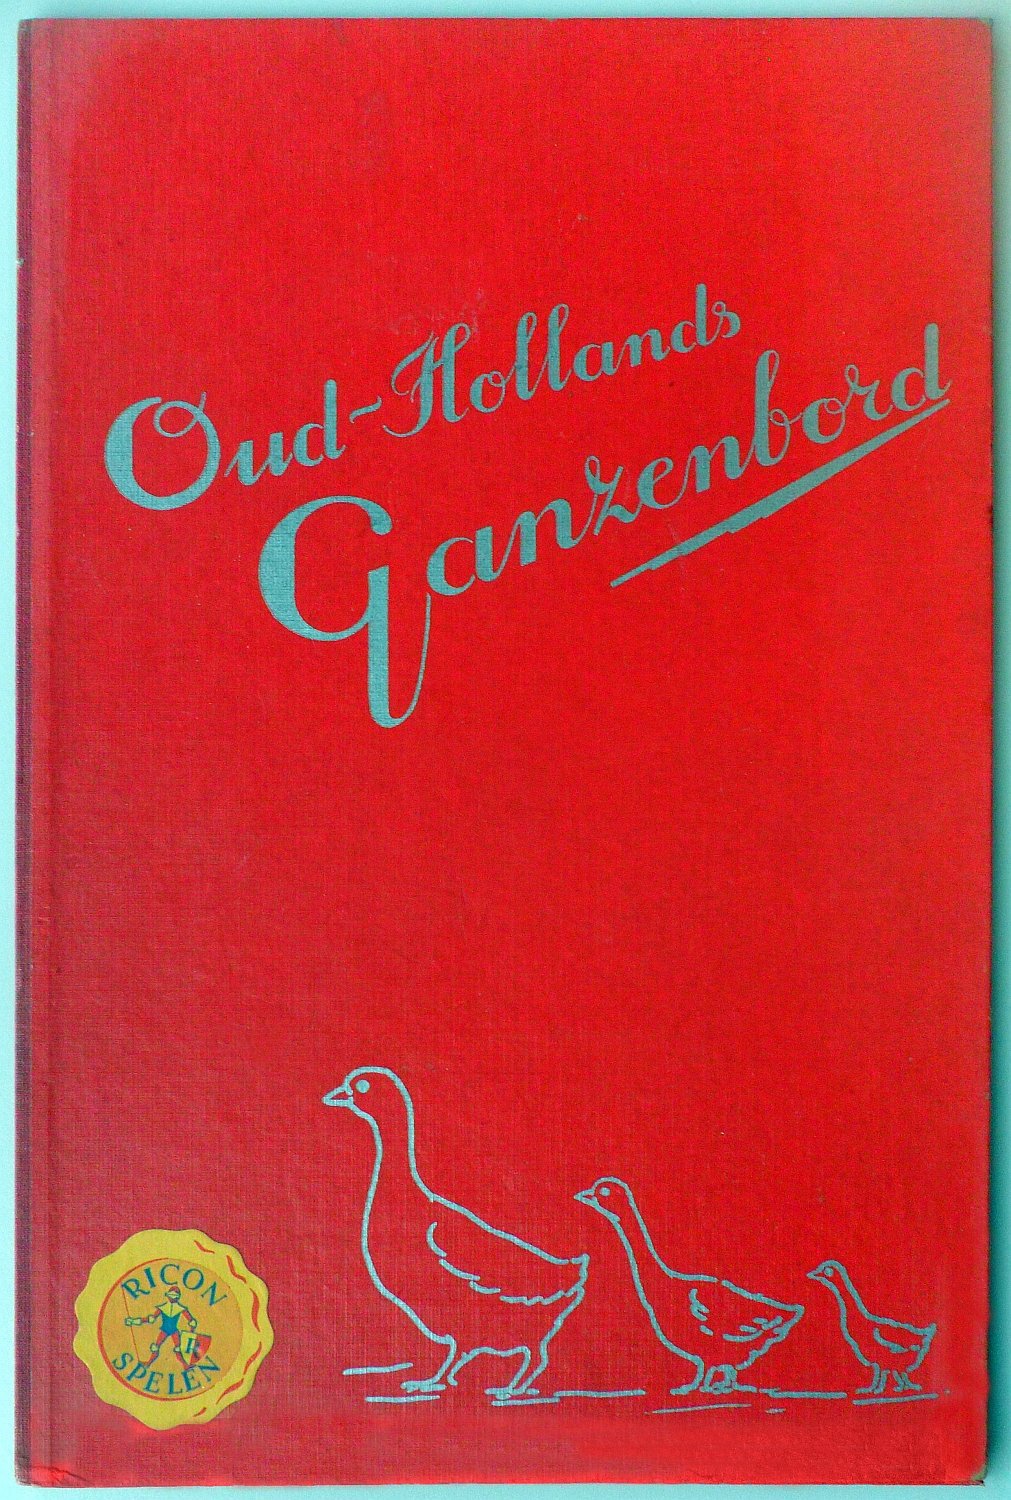 Oud-Hollands
Ganzenbord
RICON
R
SPELEN